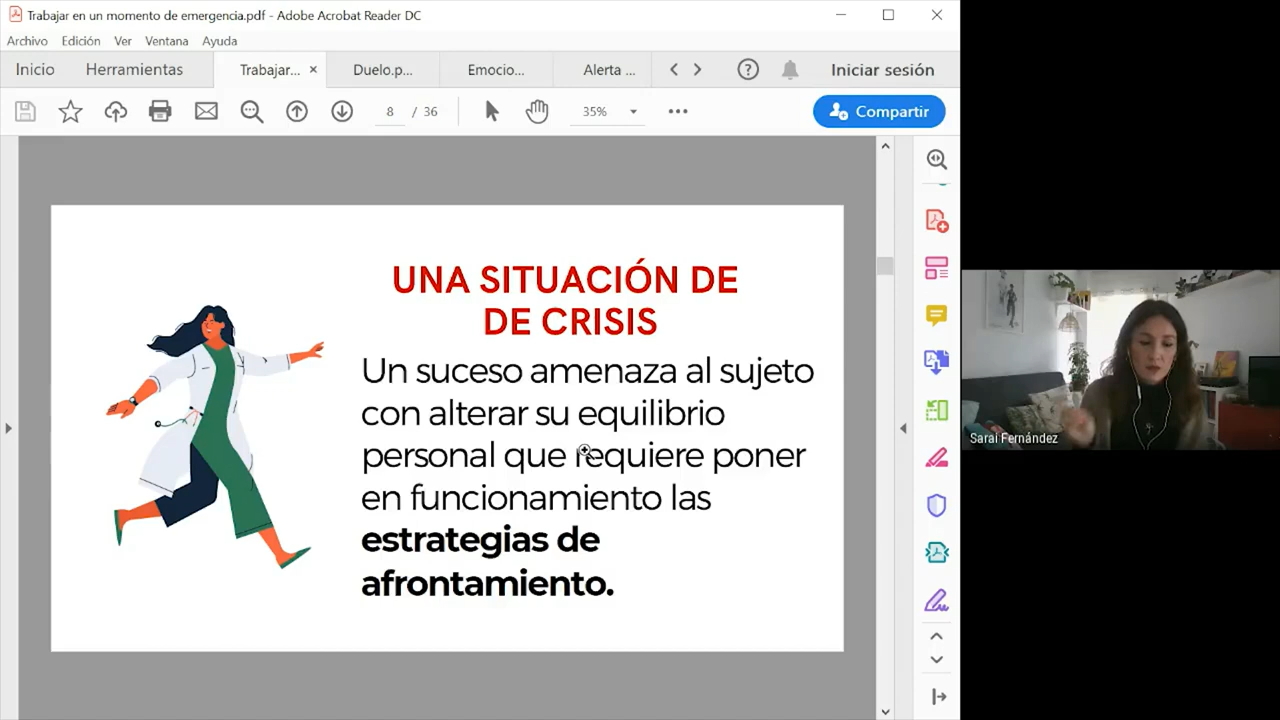 Trabajar en un momento de emergencia.pdf - Adobe Acrobat Reader DC
Archivo Edición Ver Ventana Ayuda
Inicio Herramientas Trabajar... × Duelo.p... Emocio... Alerta ... Iniciar sesión
8 / 36 35% Compartir
UNA SITUACIÓN DE
DE CRISIS
Un suceso amenaza al sujeto
con alterar su equilibrio
personal que requiere poner
en funcionamiento las
estrategias de
afrontamiento.
Sarai Fernández